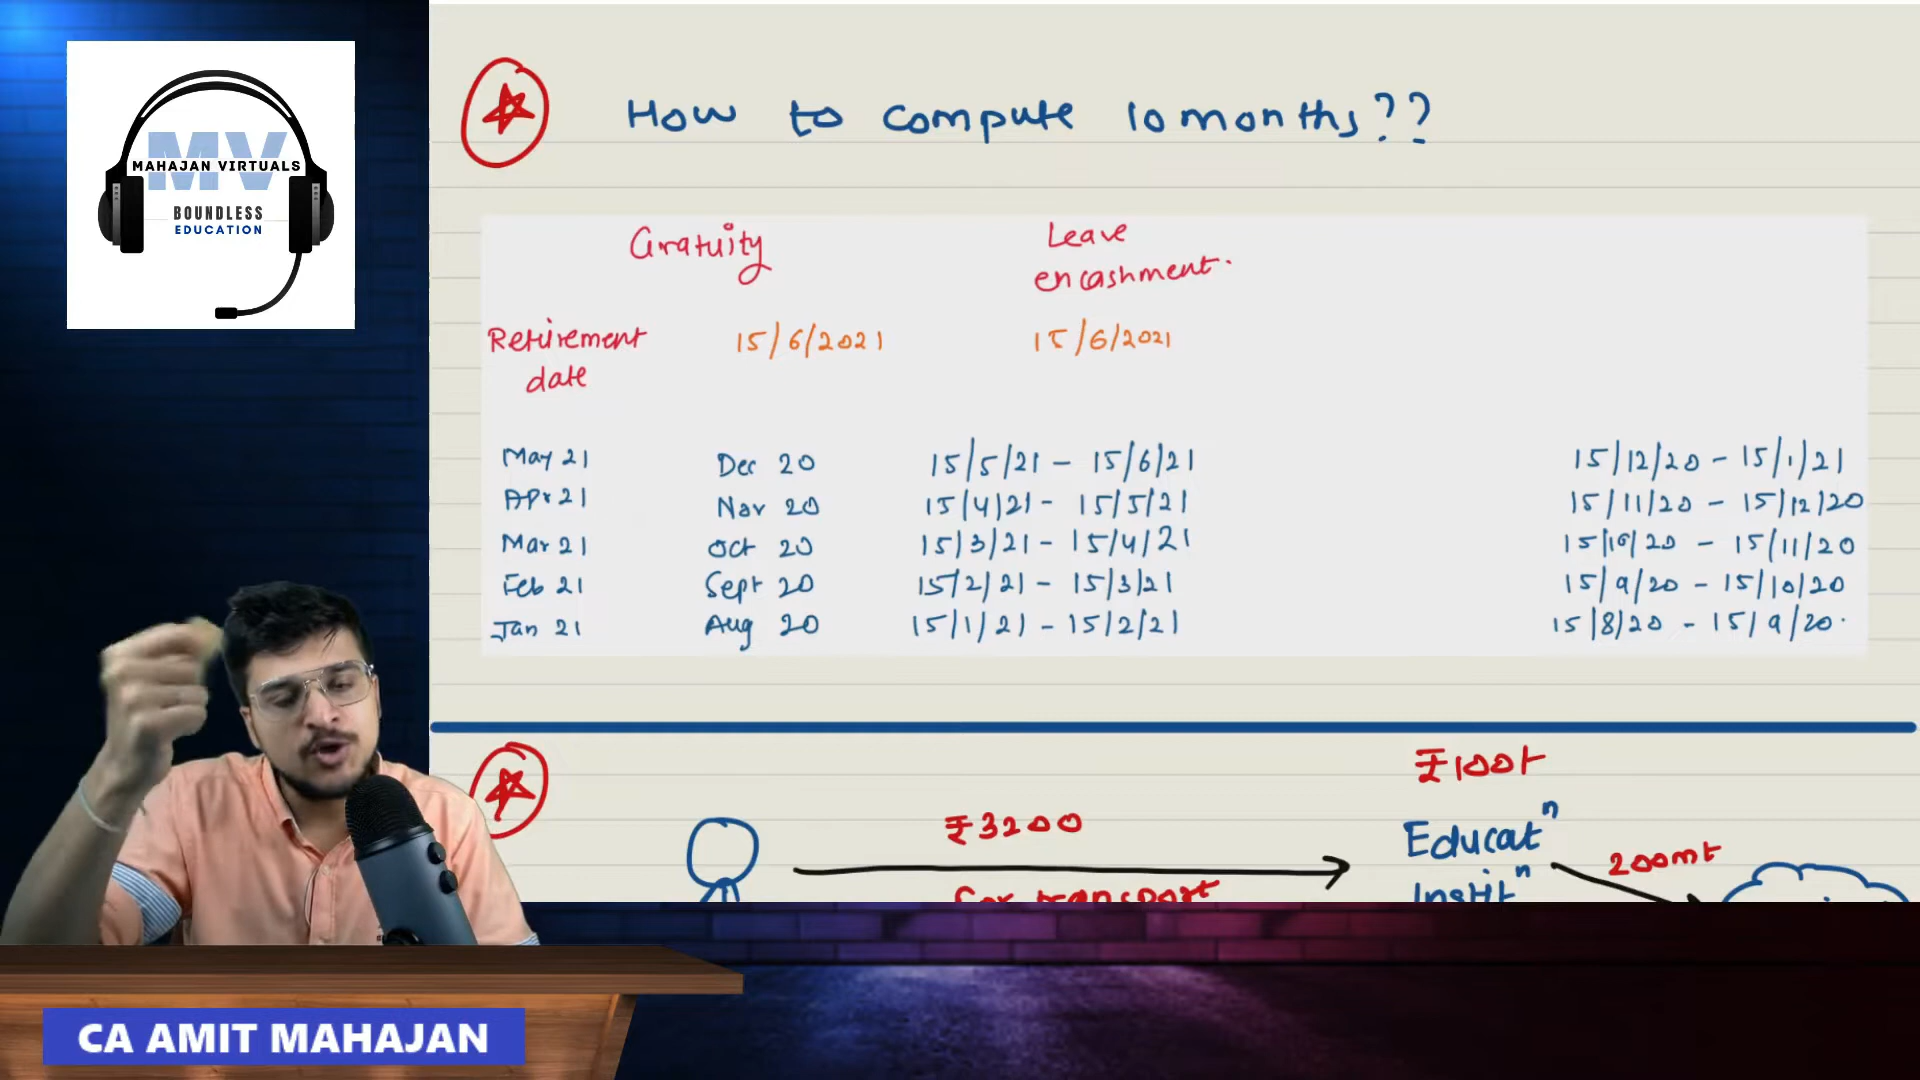 MV
MAHAJAN VIRTUALS
BOUNDLESS
EDUCATION
How to compute 10 months??
Gratuity
Leave
encashment.
Retirement
date
15/6/2021
15/6/2021
May 21 Dec 20 15/5/21 - 15/6/21 15/12/20 - 15/1/21
Apr 21 Nov 20 15/4/21 - 15/5/21 15/11/20 - 15/12/20
Mar 21 Oct 20 15/3/21 - 15/4/21 15/10/20 - 15/11/20
Feb 21 Sept 20 15/2/21 - 15/3/21 15/9/20 - 15/10/20
Jan 21 Aug 20 15/1/21 - 15/2/21 15/8/20 - 15/9/20.
₹100t
₹3200
Educatⁿ
200mt
for transport
Institⁿ
CA AMIT MAHAJAN